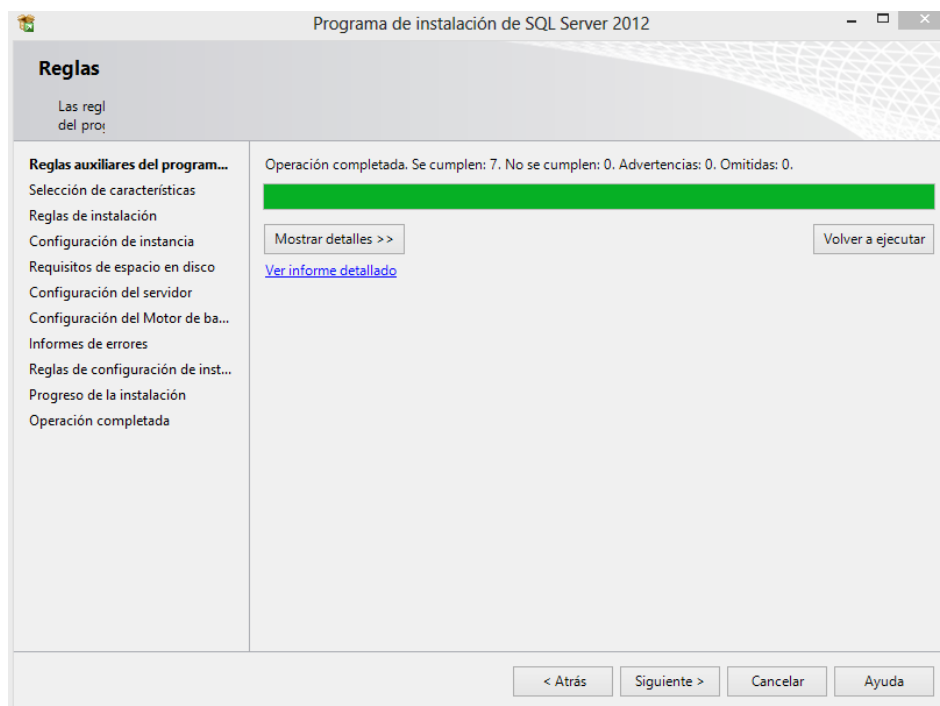 Programa de instalación de SQL Server 2012
Reglas
Las regl
del prog
Reglas auxiliares del program...
Selección de características
Reglas de instalación
Configuración de instancia
Requisitos de espacio en disco
Configuración del servidor
Configuración del Motor de ba...
Informes de errores
Reglas de configuración de inst...
Progreso de la instalación
Operación completada
Operación completada. Se cumplen: 7. No se cumplen: 0. Advertencias: 0. Omitidas: 0.
Mostrar detalles >>
Volver a ejecutar
Ver informe detallado
< Atrás
Siguiente >
Cancelar
Ayuda